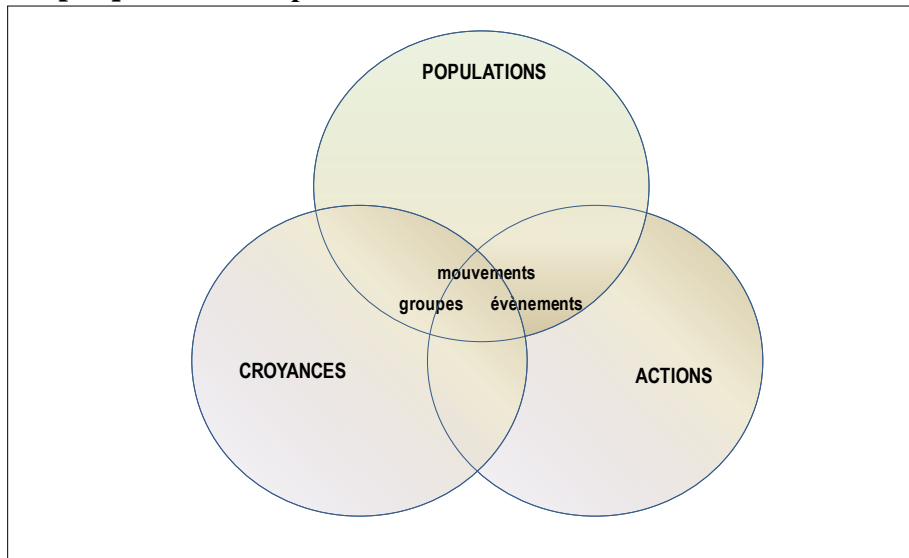 POPULATIONS
mouvements
groupes évènements
CROYANCES
ACTIONS